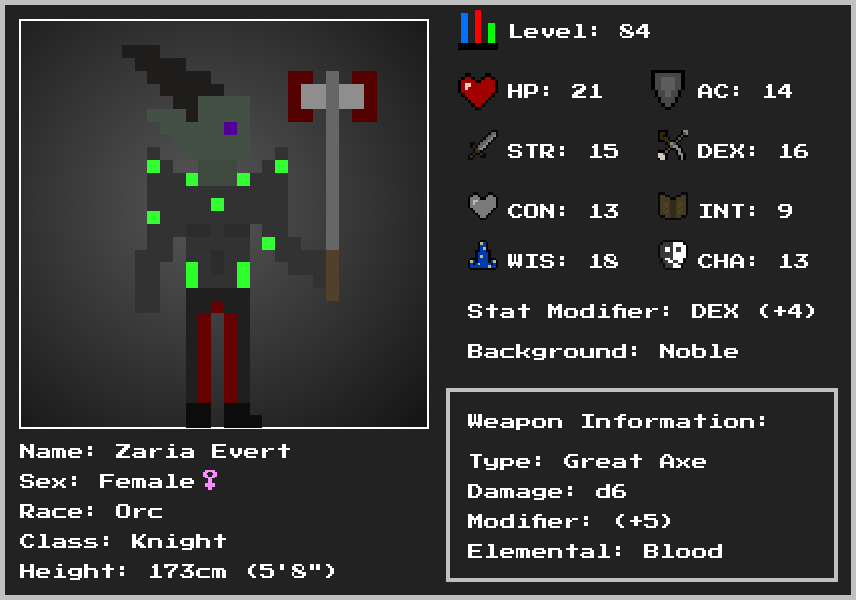 Level: 84
HP: 21 AC: 14
STR: 15 DEX: 16
CON: 13 INT: 9
WIS: 18 CHA: 13
Stat Modifier: DEX (+4)
Background: Noble
Name: Zaria Evert
Sex: Female♀
Race: Orc
Class: Knight
Height: 173cm (5'8")
Weapon Information:
Type: Great Axe
Damage: d6
Modifier: (+5)
Elemental: Blood